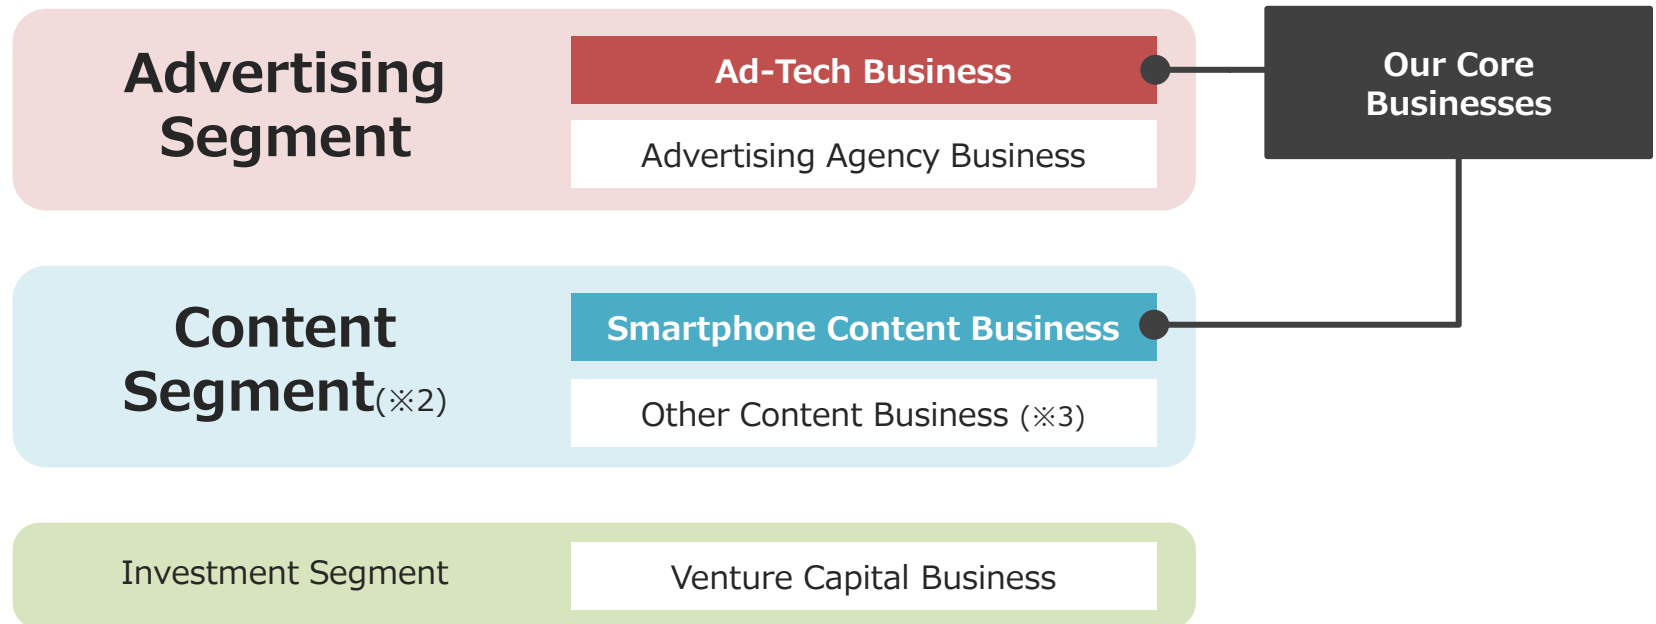 Advertising
Segment
Ad-Tech Business
Advertising Agency Business
Our Core
Businesses
Content
Segment(※2)
Smartphone Content Business
Other Content Business (※3)
Investment Segment
Venture Capital Business